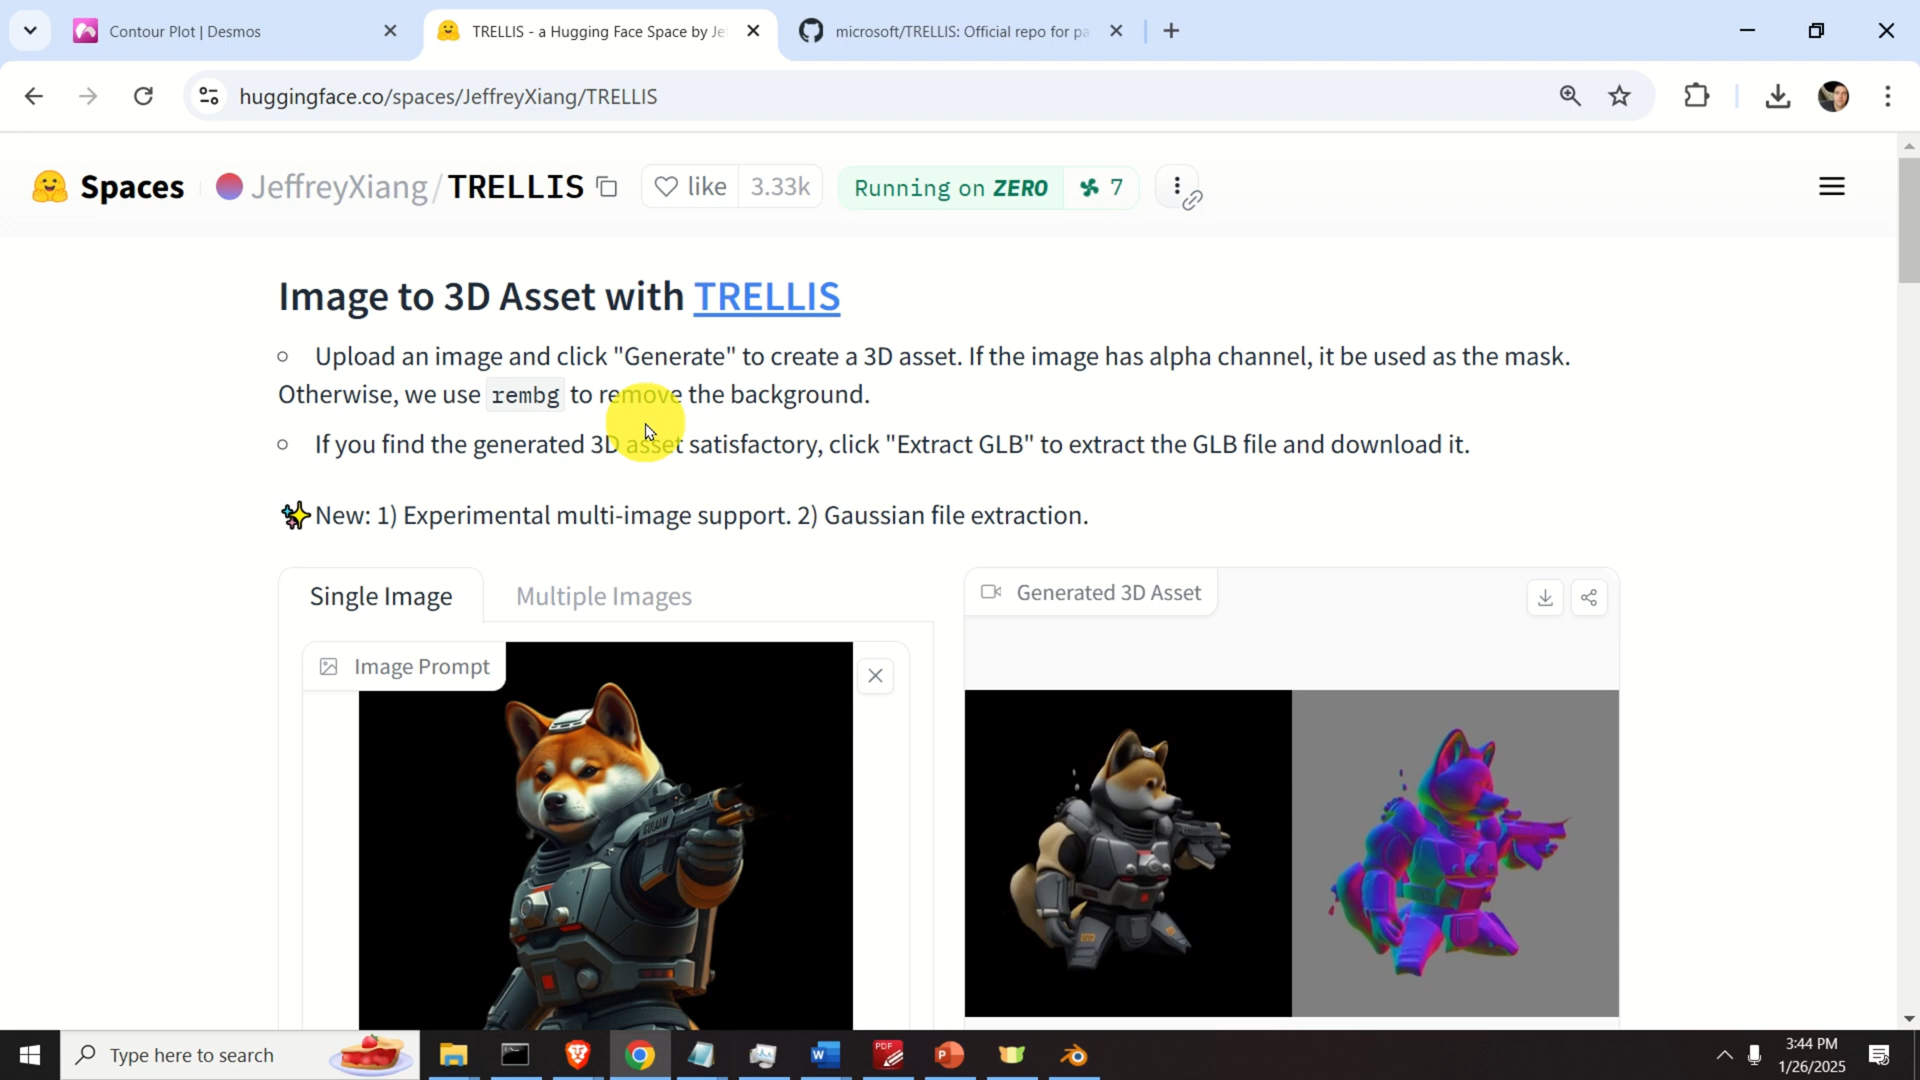 Contour Plot | Desmos
TRELLIS - a Hugging Face Space by Je
microsoft/TRELLIS: Official repo for pa
huggingface.co/spaces/JeffreyXiang/TRELLIS
Spaces
JeffreyXiang/TRELLIS
like 3.33k
Running on ZERO 7
Image to 3D Asset with TRELLIS
Upload an image and click "Generate" to create a 3D asset. If the image has alpha channel, it be used as the mask.
Otherwise, we use rembg to remove the background.
If you find the generated 3D asset satisfactory, click "Extract GLB" to extract the GLB file and download it.
New: 1) Experimental multi-image support. 2) Gaussian file extraction.
Single Image
Multiple Images
Generated 3D Asset
Image Prompt
Type here to search
PDF
3:44 PM
1/26/2025